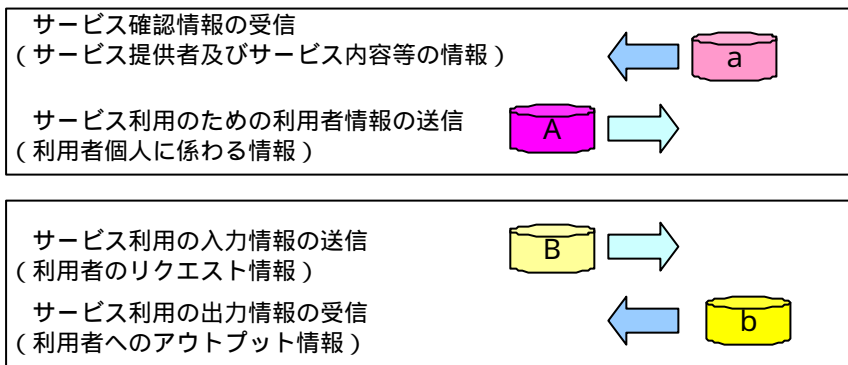 サービス確認情報の受信
(サービス提供者及びサービス内容等の情報)
a
サービス利用のための利用者情報の送信
(利用者個人に係わる情報)
A
サービス利用の入力情報の送信
(利用者のリクエスト情報)
B
サービス利用の出力情報の受信
(利用者へのアウトプット情報)
b